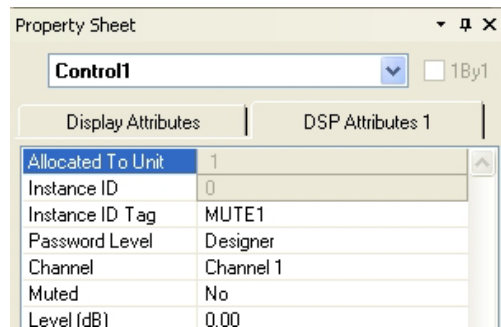 Property Sheet
Control1
1By1
Display Attributes DSP Attributes 1
Allocated To Unit 1
Instance ID 0
Instance ID Tag MUTE1
Password Level Designer
Channel Channel 1
Muted No
Level (dB) 0.00